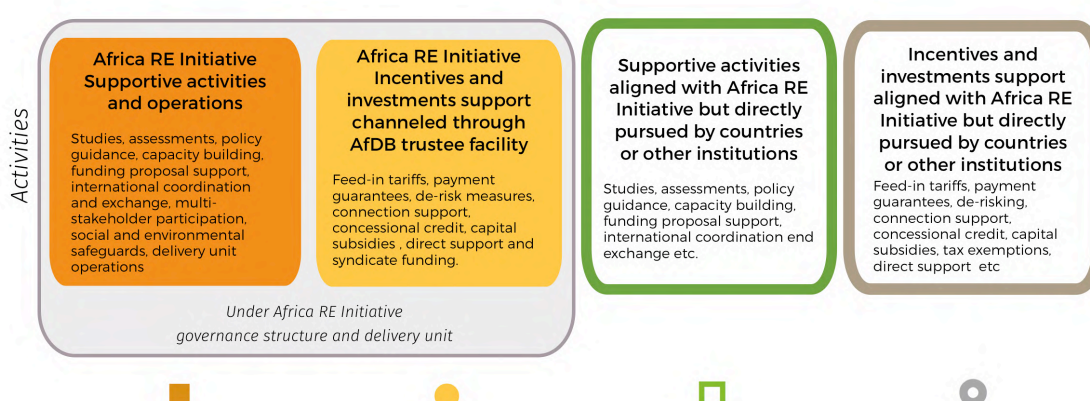 Activities
Africa RE Initiative
Supportive activities
and operations
Studies, assessments, policy
guidance, capacity building,
funding proposal support,
international coordination
and exchange, multi-
stakeholder participation,
social and environmental
safeguards, delivery unit
operations
Africa RE Initiative
Incentives and
investments support
channeled through
AfDB trustee facility
Feed-in tariffs, payment
guarantees, de-risk measures,
connection support,
concessional credit, capital
subsidies , direct support and
syndicate funding.
Under Africa RE Initiative
governance structure and delivery unit
Supportive activities
aligned with Africa RE
Initiative but directly
pursued by countries
or other institutions
Studies, assessments, policy
guidance, capacity building,
funding proposal support,
international coordination end
exchange etc.
Incentives and
investments support
aligned with Africa RE
Initiative but directly
pursued by countries
or other institutions
Feed-in tariffs, payment
guarantees, de-risking,
connection support,
concessional credit, capital
subsidies, tax exemptions,
direct support  etc